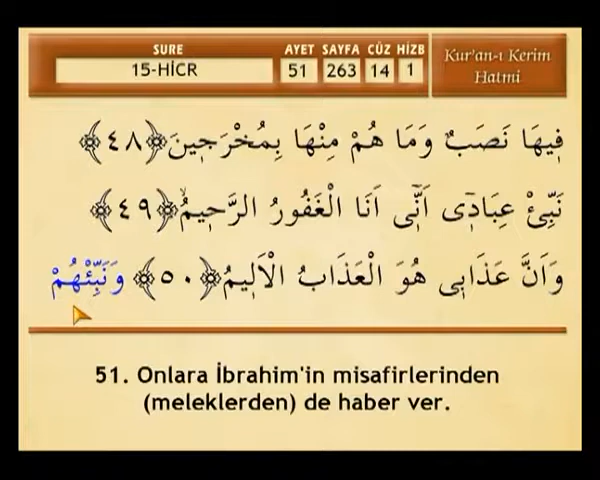 SURE AYET SAYFA CÜZ HİZB
15-HİCR 51 263 14 1
Kur'an-ı Kerim
Hatmi
فِيهَا نَصَبٌ وَمَا هُمْ مِنْهَا بِمُخْرَجِينَ ﴿٤٨﴾
نَبِّئْ عِبَادِٓى اَنِّٓى اَنَا الْغَفُورُ الرَّحِيمُۙ ﴿٤٩﴾
وَاَنَّ عَذَابِى هُوَ الْعَذَابُ الْاَلِيمُ ﴿٥٠﴾ وَنَبِّئْهُمْ
51. Onlara İbrahim'in misafirlerinden
(meleklerden) de haber ver.